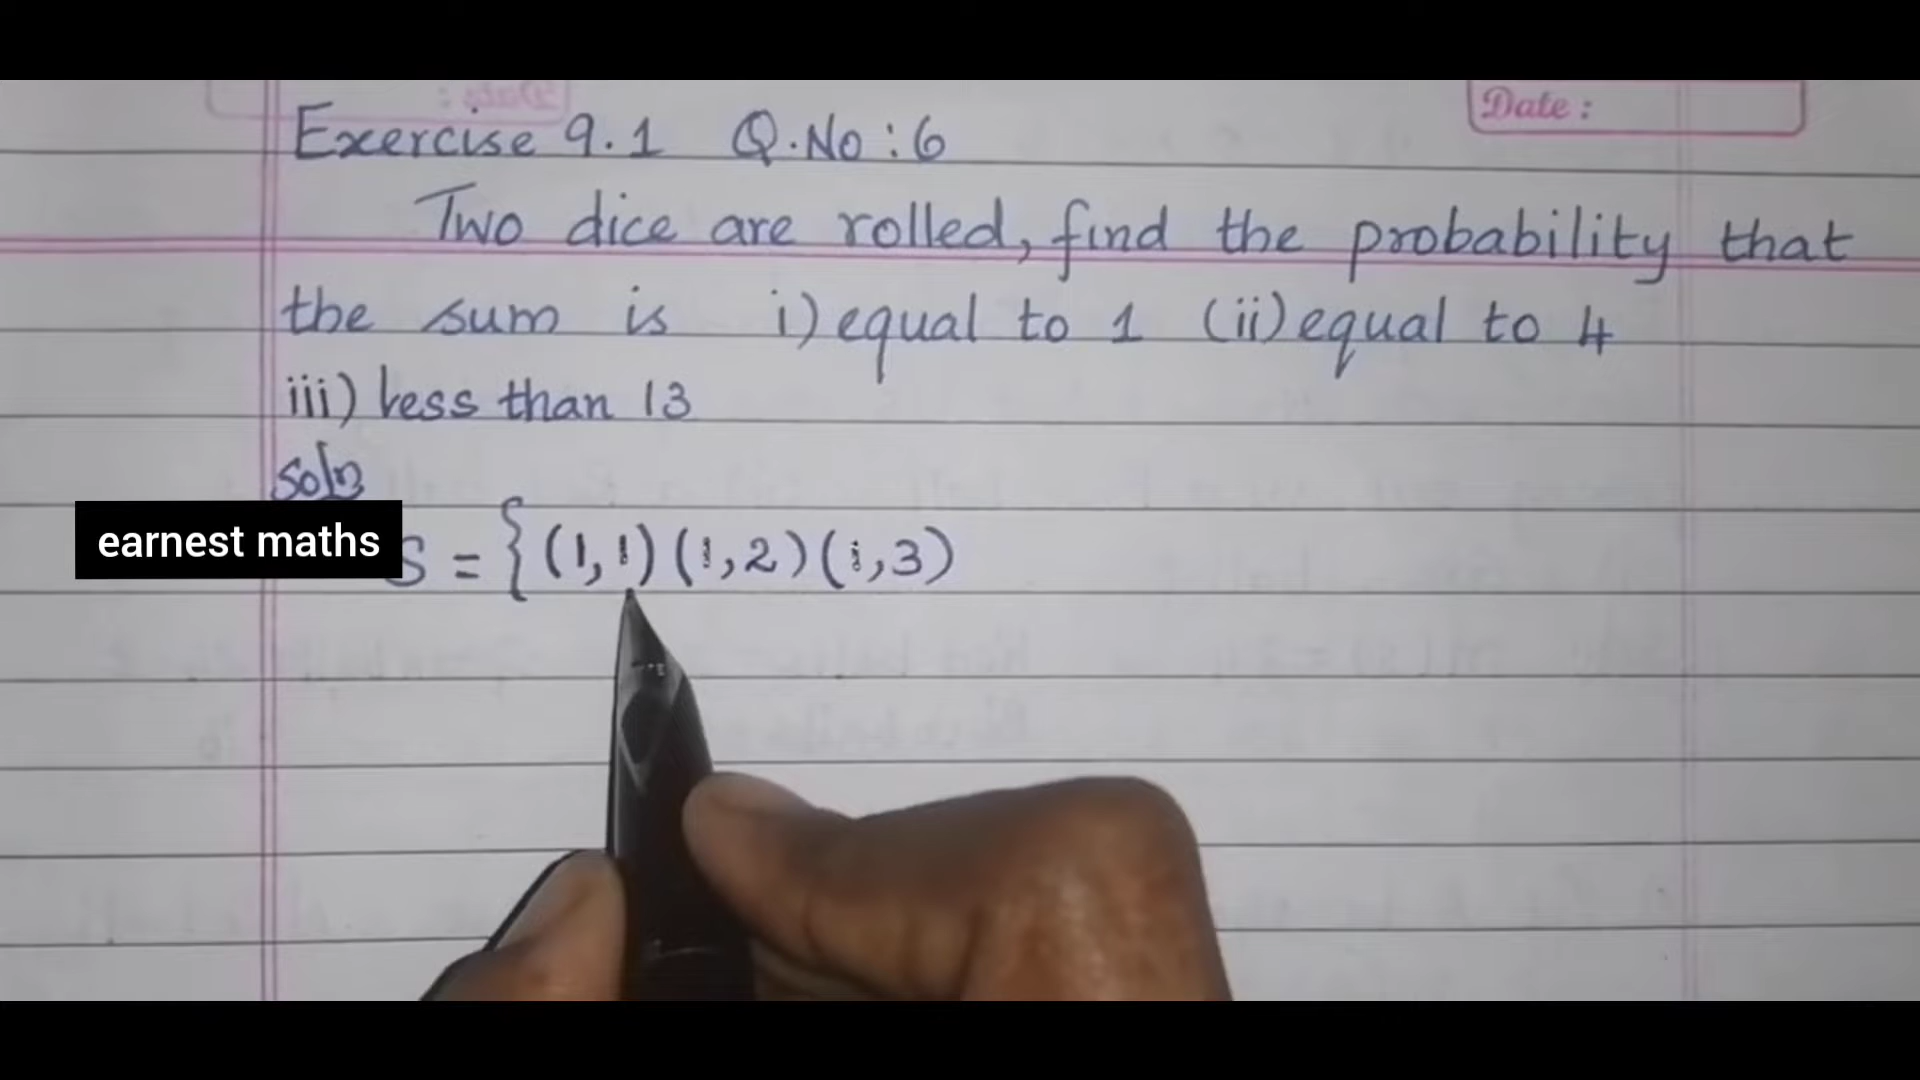 Date :
Exercise 9.1 Q.No : 6
Two dice are rolled, find the probability that
the sum is i) equal to 1 (ii) equal to 4
iii) less than 13
Soln
earnest maths
S = { (1,1) (1,2) (1,3)